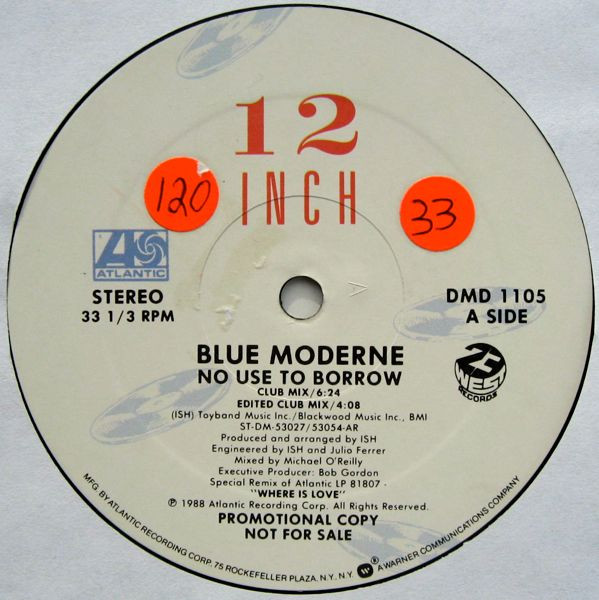 12
INCH
120
33
ATLANTIC
STEREO
33 1/3 RPM
DMD 1105
A SIDE
A
25
WEST
RECORDS
BLUE MODERNE
NO USE TO BORROW
CLUB MIX/6:24
EDITED CLUB MIX/4:08
(ISH) Toyband Music Inc./Blackwood Music Inc., BMI
ST-DM-53027/53054-AR
Produced and arranged by ISH
Engineered by ISH and Julio Ferrer
Mixed by Michael O'Reilly
Executive Producer: Bob Gordon
Special Remix of Atlantic LP 81807 -
"WHERE IS LOVE"
℗ 1988 Atlantic Recording Corp. All Rights Reserved.
PROMOTIONAL COPY
NOT FOR SALE
MFG. BY ATLANTIC RECORDING CORP. 75 ROCKEFELLER PLAZA, N.Y., N.Y. ® A WARNER COMMUNICATIONS COMPANY